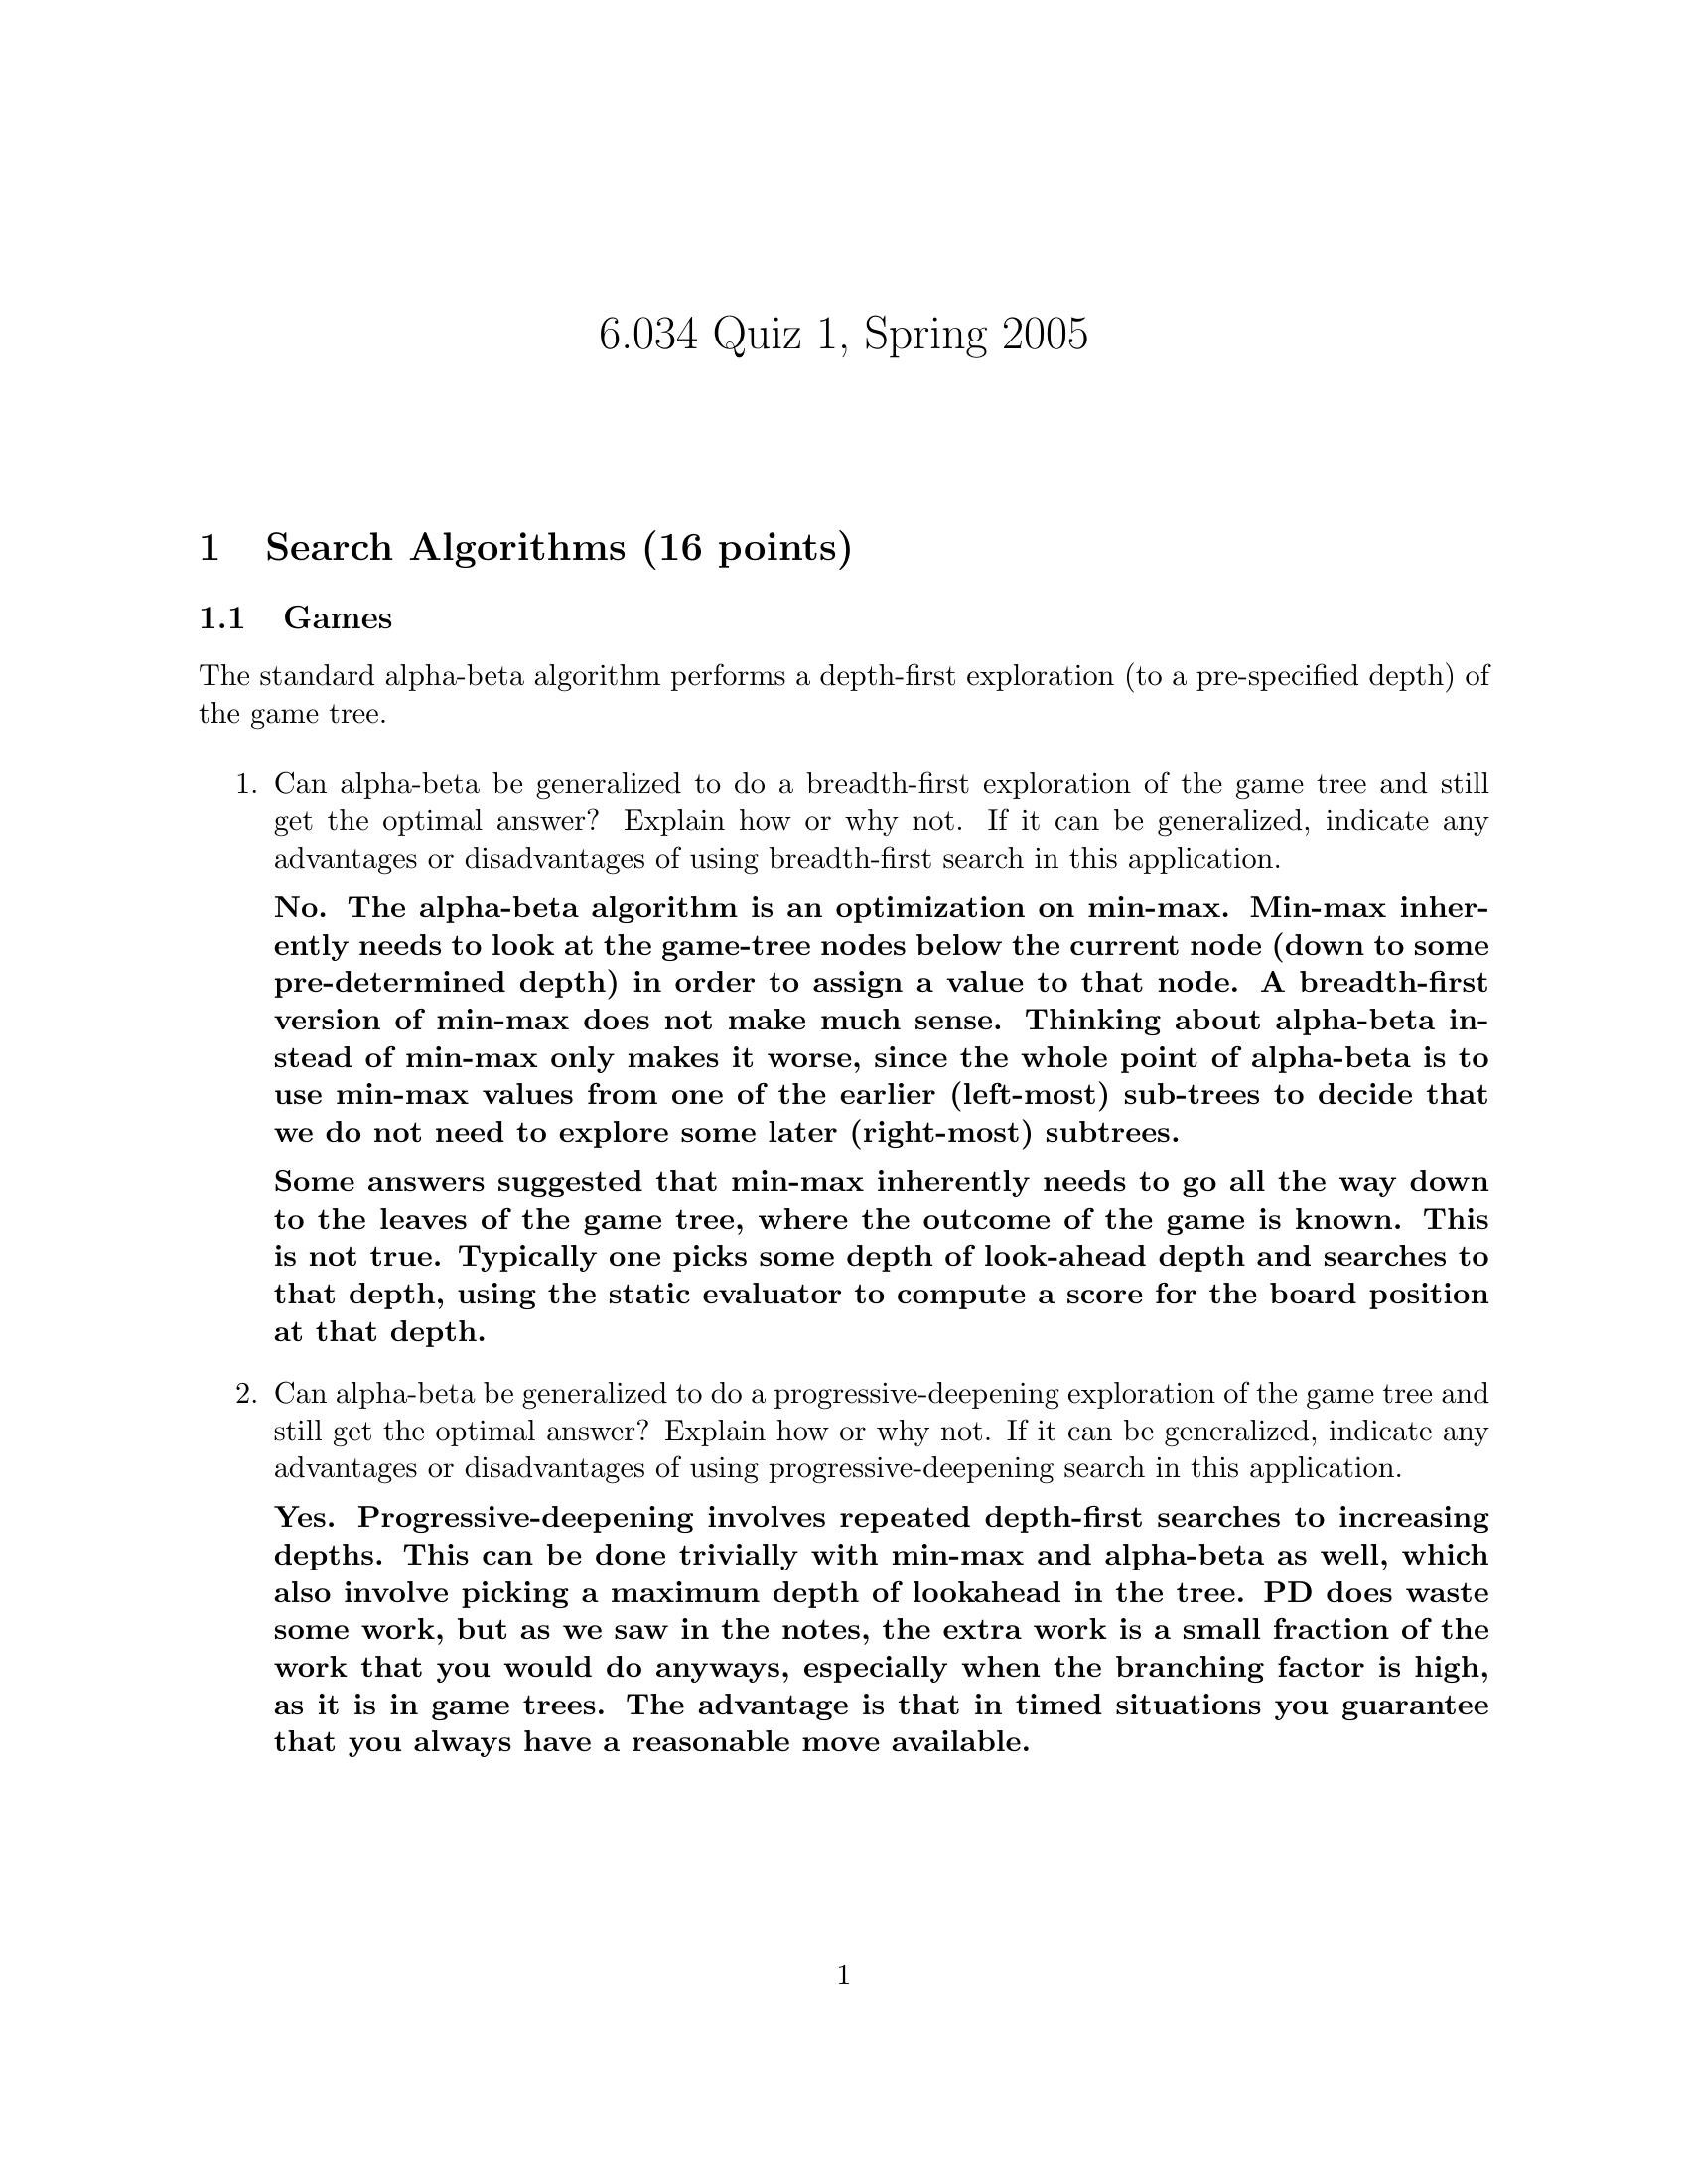 6.034 Quiz 1, Spring 2005
1 Search Algorithms (16 points)
1.1 Games
The standard alpha-beta algorithm performs a depth-first exploration (to a pre-specified depth) of
the game tree.
1. Can alpha-beta be generalized to do a breadth-first exploration of the game tree and still
get the optimal answer? Explain how or why not. If it can be generalized, indicate any
advantages or disadvantages of using breadth-first search in this application.
No. The alpha-beta algorithm is an optimization on min-max. Min-max inher-
ently needs to look at the game-tree nodes below the current node (down to some
pre-determined depth) in order to assign a value to that node. A breadth-first
version of min-max does not make much sense. Thinking about alpha-beta in-
stead of min-max only makes it worse, since the whole point of alpha-beta is to
use min-max values from one of the earlier (left-most) sub-trees to decide that
we do not need to explore some later (right-most) subtrees.
Some answers suggested that min-max inherently needs to go all the way down
to the leaves of the game tree, where the outcome of the game is known. This
is not true. Typically one picks some depth of look-ahead depth and searches to
that depth, using the static evaluator to compute a score for the board position
at that depth.
2. Can alpha-beta be generalized to do a progressive-deepening exploration of the game tree and
still get the optimal answer? Explain how or why not. If it can be generalized, indicate any
advantages or disadvantages of using progressive-deepening search in this application.
Yes. Progressive-deepening involves repeated depth-first searches to increasing
depths. This can be done trivially with min-max and alpha-beta as well, which
also involve picking a maximum depth of lookahead in the tree. PD does waste
some work, but as we saw in the notes, the extra work is a small fraction of the
work that you would do anyways, especially when the branching factor is high,
as it is in game trees. The advantage is that in timed situations you guarantee
that you always have a reasonable move available.
1